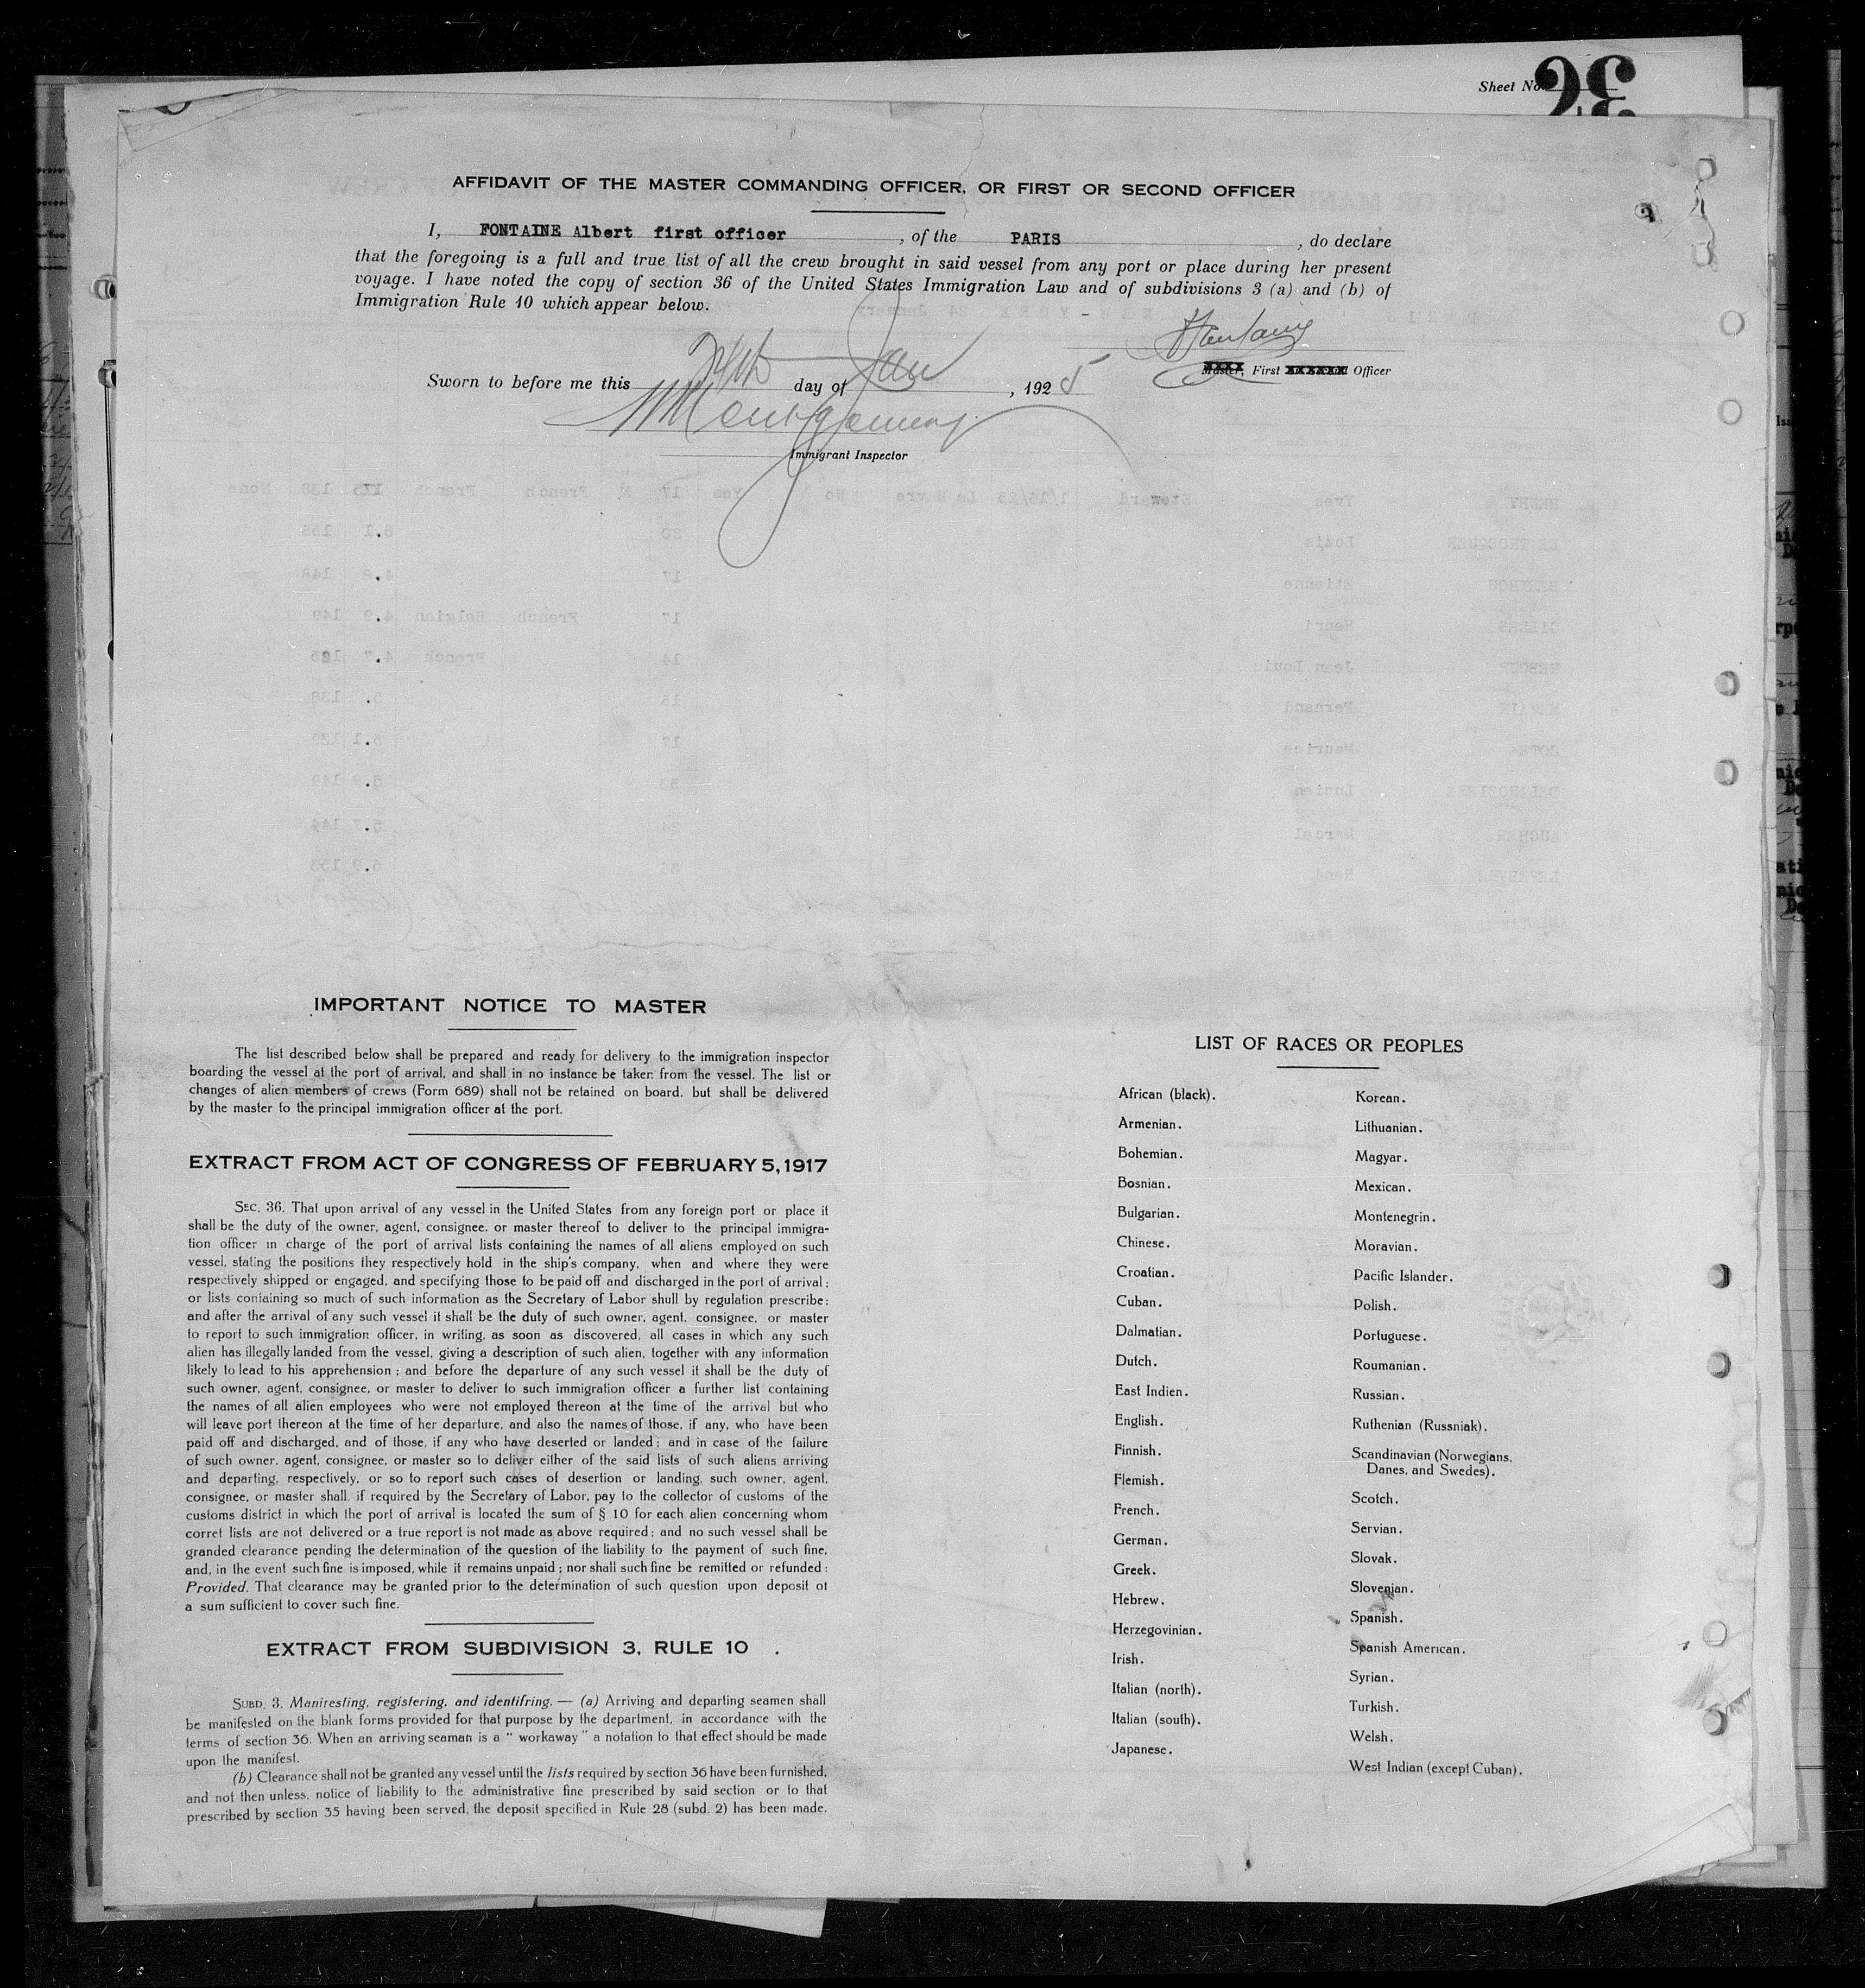 Sheet No.
AFFIDAVIT OF THE MASTER COMMANDING OFFICER, OR FIRST OR SECOND OFFICER
I, FONTAINE Albert first officer, of the PARIS, do declare
that the foregoing is a full and true list of all the crew brought in said vessel from any port or place during her present
voyage. I have noted the copy of section 36 of the United States Immigration Law and of subdivisions 3 (a) and (b) of
Immigration Rule 10 which appear below.
Sworn to before me this 24th day of Jan, 1925
Master, First Officer
Montgomery
Immigrant Inspector
IMPORTANT NOTICE TO MASTER
The list described below shall be prepared and ready for delivery to the immigration inspector
boarding the vessel at the port of arrival, and shall in no instance be taken from the vessel. The list or
changes of alien members of crews (Form 689) shall not be retained on board. but shall be delivered
by the master to the principal immigration officer at the port.
EXTRACT FROM ACT OF CONGRESS OF FEBRUARY 5, 1917
SEC. 36. That upon arrival of any vessel in the United States from any foreign port or place it
shall be the duty of the owner, agent, consignee. or master thereof to deliver to the principal immigra-
tion officer in charge of the port of arrival lists containing the names of all aliens employed on such
vessel, stating the positions they respectively hold in the ship's company, when and where they were
respectively shipped or engaged, and specifying those to be paid off and discharged in the port of arrival;
or lists containing so much of such information as the Secretary of Labor shull by regulation prescribe;
and after the arrival of any such vessel it shall be the duty of such owner, agent, consignee, or master
to report to such immigration officer, in writing, as soon as discovered, all cases in which any such
alien has illegally landed from the vessel, giving a description of such alien, together with any information
likely to lead to his apprehension; and before the departure of any such vessel it shall be the duty of
such owner, agent, consignee, or master to deliver to such immigration officer a further list containing
the names of all alien employees who were not employed thereon at the time of the arrival but who
will leave port thereon at the time of her departure, and also the names of those, if any, who have been
paid off and discharged, and of those, if any who have deserted or landed; and in case of the failure
of such owner, agent, consignee, or master so to deliver either of the said lists of such aliens arriving
and departing, respectively, or so to report such cases of desertion or landing, such owner, agent,
consignee, or master shall, if required by the Secretary of Labor, pay to the collector of customs of the
customs district in which the port of arrival is located the sum of § 10 for each alien concerning whom
corret lists are not delivered or a true report is not made as above required; and no such vessel shall be
granded clearance pending the determination of the question of the liability to the payment of such fine,
and, in the event such fine is imposed, while it remains unpaid; nor shall such fine be remitted or refunded:
Provided, That clearance may be granted prior to the determination of such question upon deposit of
a sum sufficient to cover such fine.
EXTRACT FROM SUBDIVISION 3, RULE 10
SUBD. 3. Manifesting, registering, and identifring. — (a) Arriving and departing seamen shall
be manifested on the blank forms provided for that purpose by the department, in accordance with the
terms of section 36. When an arriving seaman is a " workaway " a notation to that effect should be made
upon the manifest.
(b) Clearance shall not be granted any vessel until the lists required by section 36 have been furnished,
and not then unless, notice of liability to the administrative fine prescribed by said section or to that
prescribed by section 35 having been served, the deposit specified in Rule 28 (subd. 2) has been made.
LIST OF RACES OR PEOPLES
African (black).
Armenian.
Bohemian.
Bosnian.
Bulgarian.
Chinese.
Croatian.
Cuban.
Dalmatian.
Dutch.
East Indien.
English.
Finnish.
Flemish.
French.
German.
Greek.
Hebrew.
Herzegovinian.
Irish.
Italian (north).
Italian (south).
Japanese.
Korean.
Lithuanian.
Magyar.
Mexican.
Montenegrin.
Moravian.
Pacific Islander.
Polish.
Portuguese.
Roumanian.
Russian.
Ruthenian (Russniak).
Scandinavian (Norwegians,
Danes, and Swedes).
Scotch.
Servian.
Slovak.
Slovenian.
Spanish.
Spanish American.
Syrian.
Turkish.
Welsh.
West Indian (except Cuban).